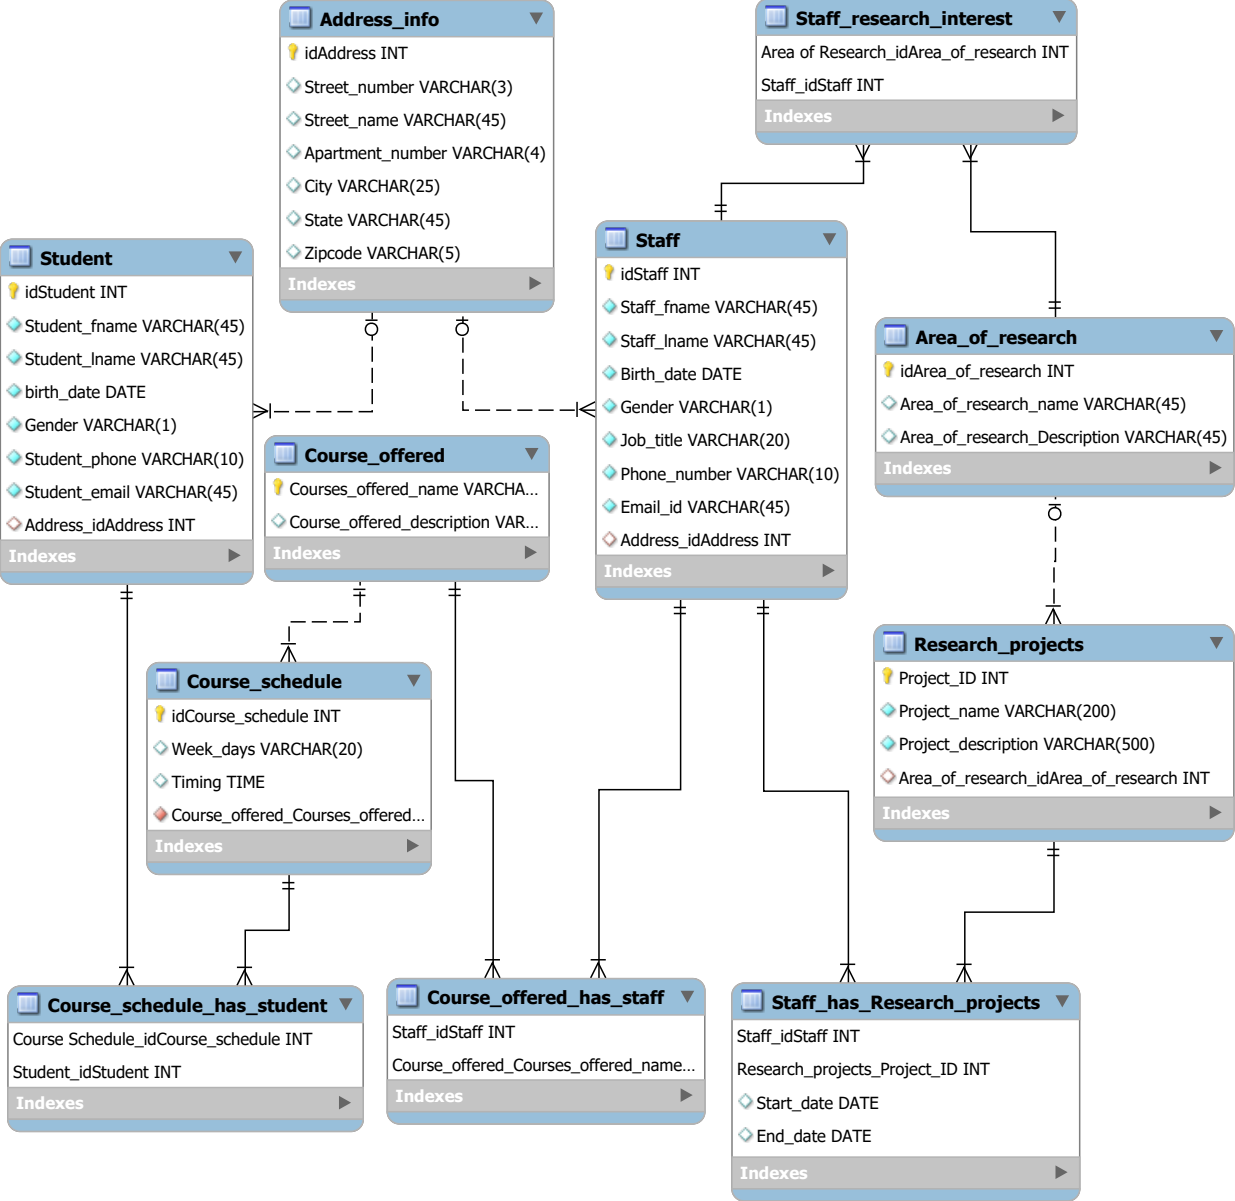 Address_info
idAddress INT
Street_number VARCHAR(3)
Street_name VARCHAR(45)
Apartment_number VARCHAR(4)
City VARCHAR(25)
State VARCHAR(45)
Zipcode VARCHAR(5)
Indexes
Staff_research_interest
Area of Research_idArea_of_research INT
Staff_idStaff INT
Indexes
Student
idStudent INT
Student_fname VARCHAR(45)
Student_lname VARCHAR(45)
birth_date DATE
Gender VARCHAR(1)
Student_phone VARCHAR(10)
Student_email VARCHAR(45)
Address_idAddress INT
Indexes
Staff
idStaff INT
Staff_fname VARCHAR(45)
Staff_lname VARCHAR(45)
Birth_date DATE
Gender VARCHAR(1)
Job_title VARCHAR(20)
Phone_number VARCHAR(10)
Email_id VARCHAR(45)
Address_idAddress INT
Indexes
Area_of_research
idArea_of_research INT
Area_of_research_name VARCHAR(45)
Area_of_research_Description VARCHAR(45)
Indexes
Course_offered
Courses_offered_name VARCHA...
Course_offered_description VAR...
Indexes
Course_schedule
idCourse_schedule INT
Week_days VARCHAR(20)
Timing TIME
Course_offered_Courses_offered...
Indexes
Research_projects
Project_ID INT
Project_name VARCHAR(200)
Project_description VARCHAR(500)
Area_of_research_idArea_of_research INT
Indexes
Course_schedule_has_student
Course Schedule_idCourse_schedule INT
Student_idStudent INT
Indexes
Course_offered_has_staff
Staff_idStaff INT
Course_offered_Courses_offered_name...
Indexes
Staff_has_Research_projects
Staff_idStaff INT
Research_projects_Project_ID INT
Start_date DATE
End_date DATE
Indexes